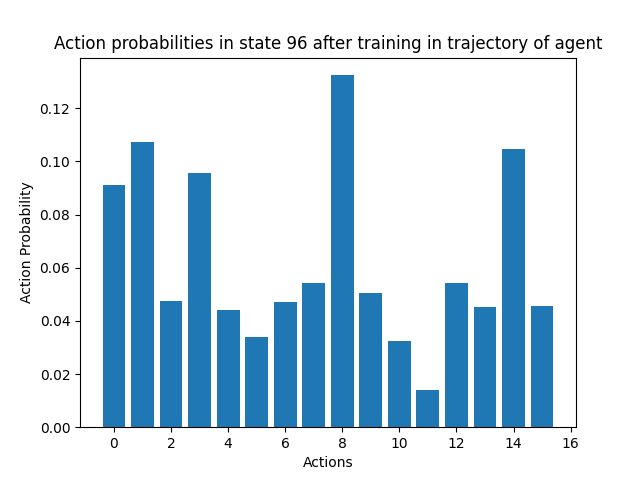 Action probabilities in state 96 after training in trajectory of agent
Action Probability
0.12
0.10
0.08
0.06
0.04
0.02
0.00
0 2 4 6 8 10 12 14 16
Actions